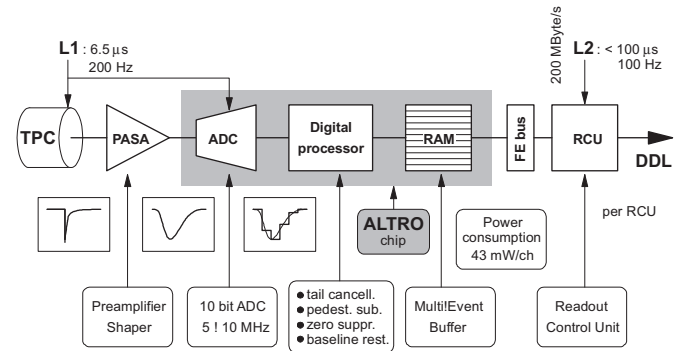 L1 : 6.5 μs
200 Hz
200 MByte/s
L2 : < 100 μs
100 Hz
TPC
PASA
ADC
Digital
processor
RAM
FE bus
RCU
DDL
ALTRO
chip
Power
consumption
43 mW/ch
per RCU
Preamplifier
Shaper
10 bit ADC
5 ! 10 MHz
● tail cancell.
● pedest. sub.
● zero suppr.
● baseline rest.
Multi!Event
Buffer
Readout
Control Unit